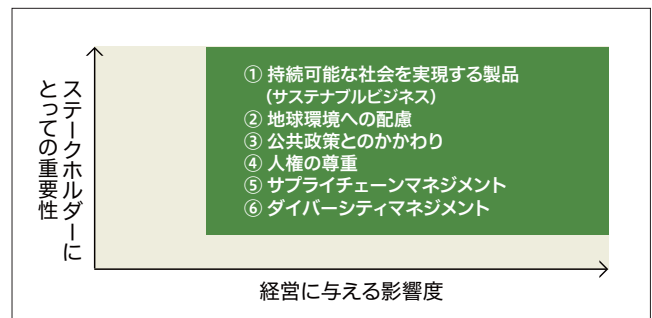 ステークホルダーに
とっての重要性
① 持続可能な社会を実現する製品
（サステナブルビジネス）
② 地球環境への配慮
③ 公共政策とのかかわり
④ 人権の尊重
⑤ サプライチェーンマネジメント
⑥ ダイバーシティマネジメント
経営に与える影響度